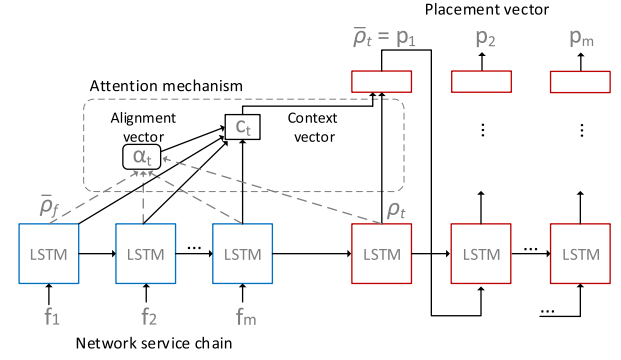 Placement vector
ρ̄t = p1
p2
pm
Attention mechanism
Alignment
vector
Context
vector
ct
αt
⋮
⋮
ρ̄f
ρt
LSTM
LSTM
...
LSTM
LSTM
LSTM
...
LSTM
f1
f2
fm
...
Network service chain